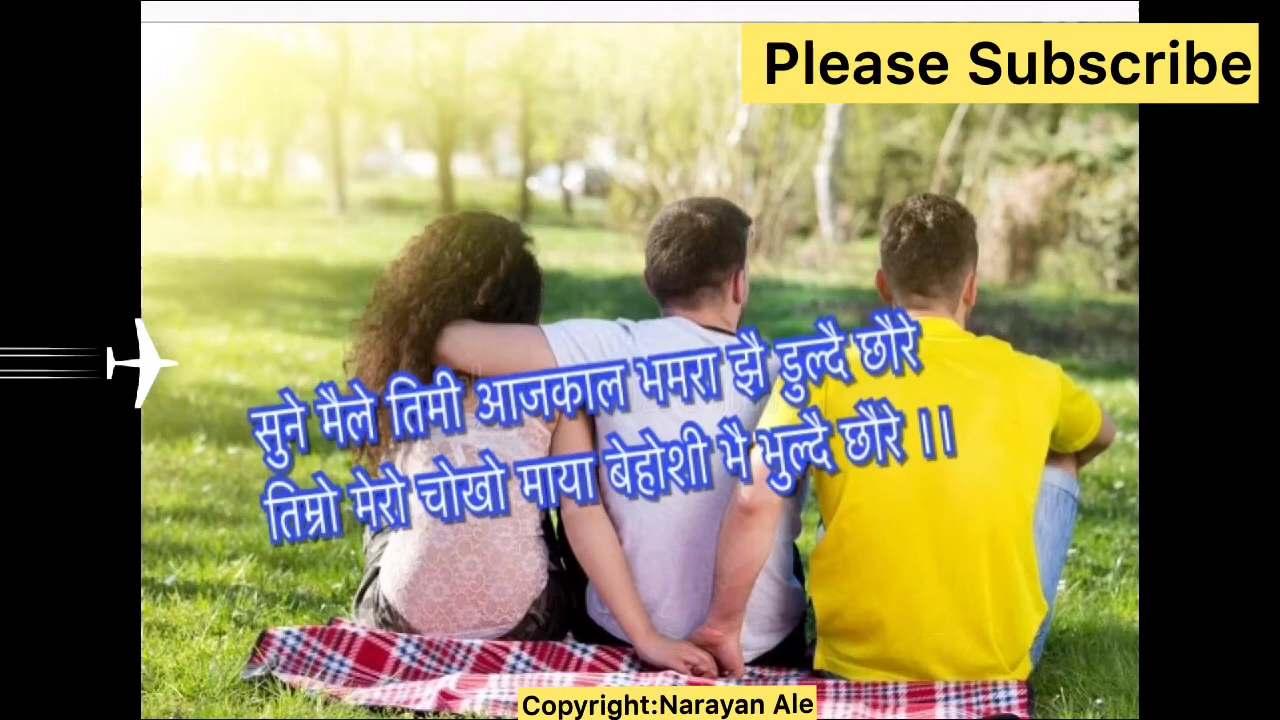 Please Subscribe
सुने मैले तिमी आजकाल भमरा झै डुल्दै छौरे
तिम्रो मेरो चोखो माया बेहोशी भै भुल्दै छौरे ।।
Copyright:Narayan Ale